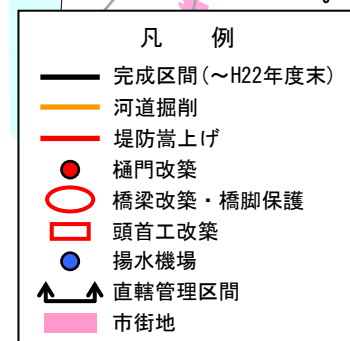 凡　例
完成区間(～H22年度末)
河道掘削
堤防嵩上げ
樋門改築
橋梁改築・橋脚保護
頭首工改築
揚水機場
直轄管理区間
市街地